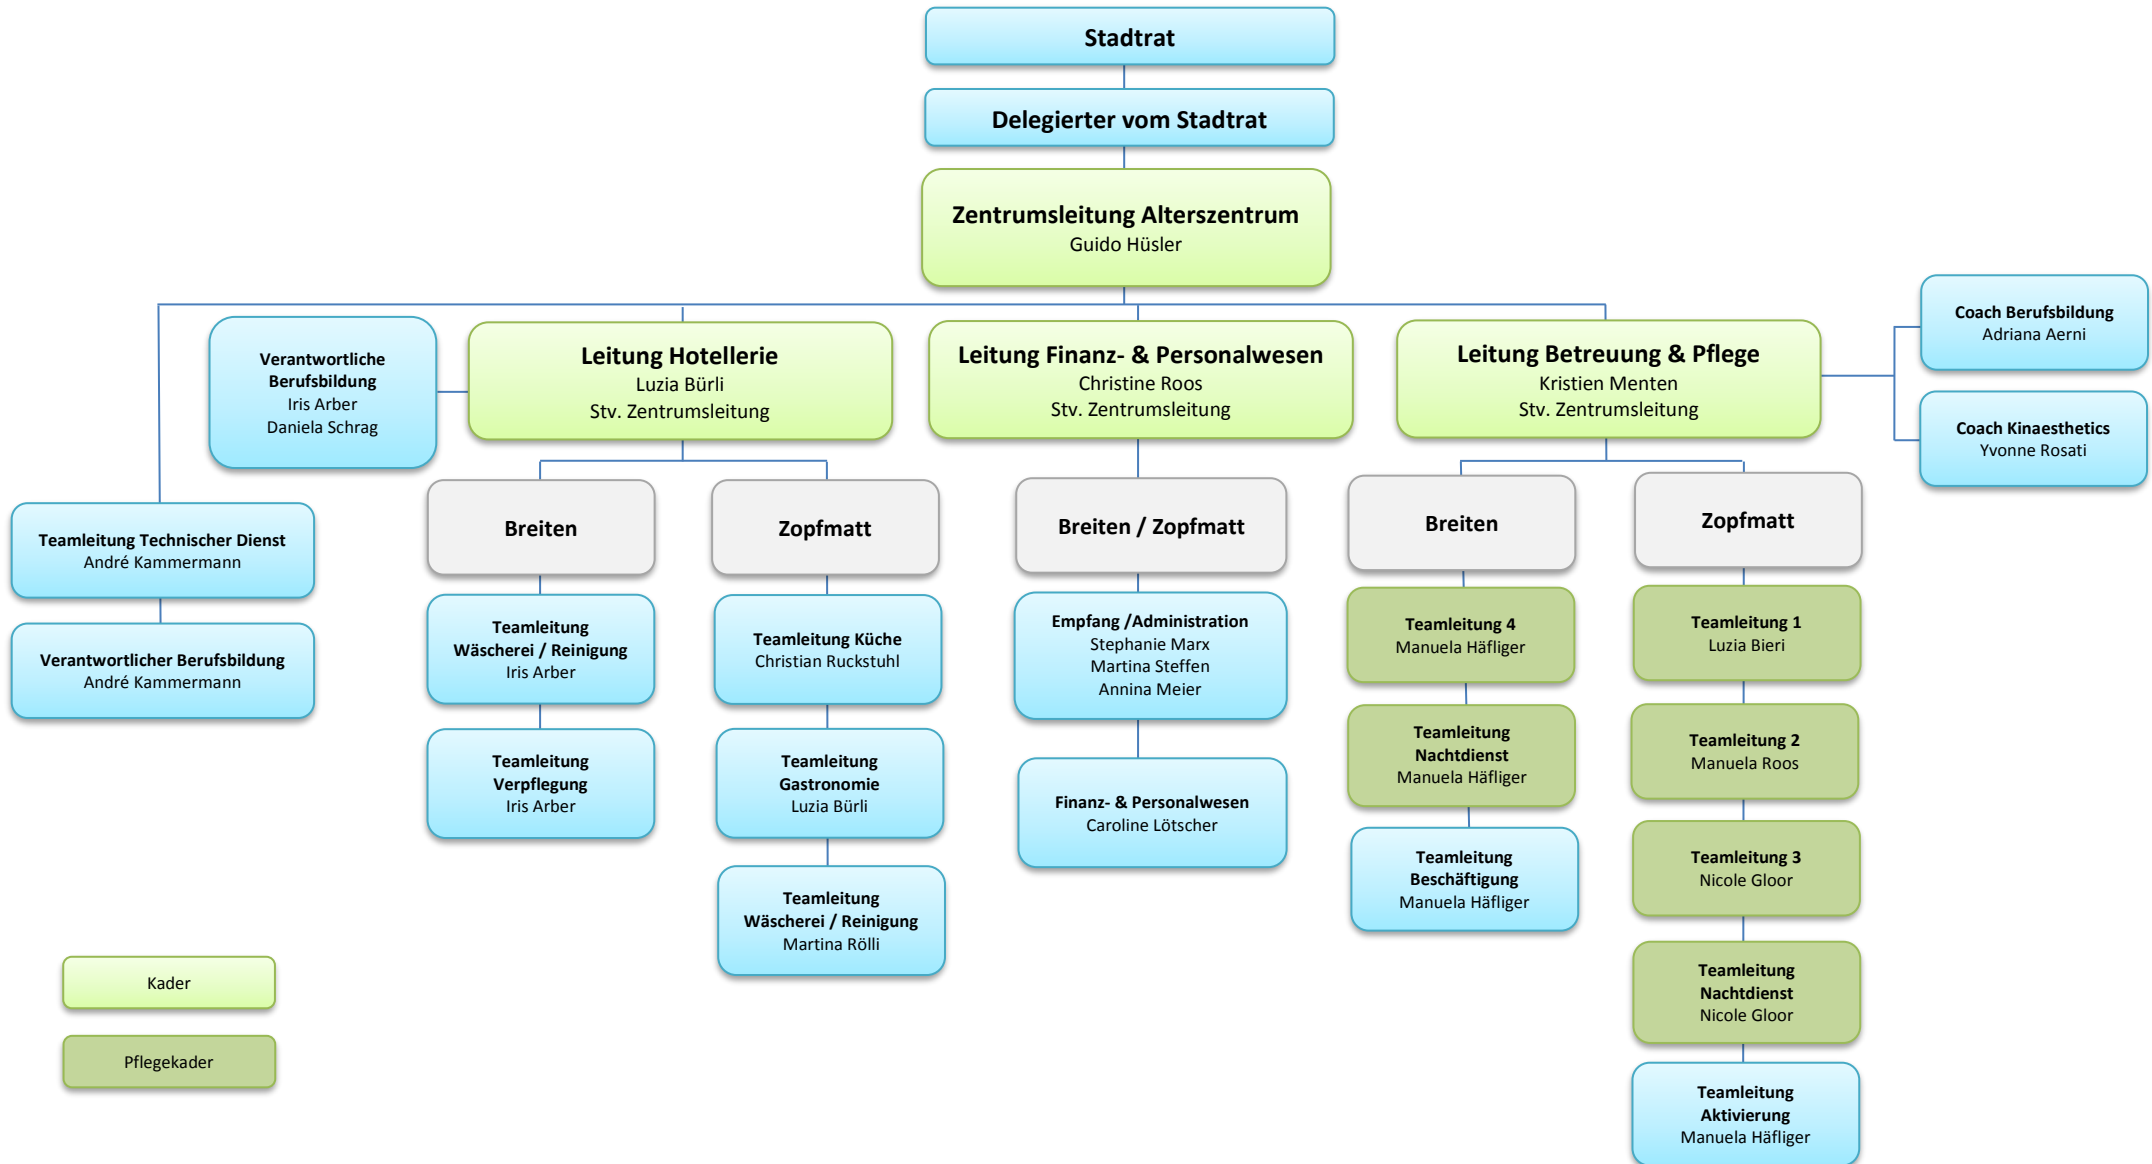 Stadtrat
Delegierter vom Stadtrat
Zentrumsleitung Alterszentrum
Guido Hüsler
Verantwortliche
Berufsbildung
Iris Arber
Daniela Schrag
Leitung Hotellerie
Luzia Bürli
Stv. Zentrumsleitung
Leitung Finanz- & Personalwesen
Christine Roos
Stv. Zentrumsleitung
Leitung Betreuung & Pflege
Kristien Menten
Stv. Zentrumsleitung
Coach Berufsbildung
Adriana Aerni
Coach Kinaesthetics
Yvonne Rosati
Teamleitung Technischer Dienst
André Kammermann
Verantwortlicher Berufsbildung
André Kammermann
Breiten
Teamleitung
Wäscherei / Reinigung
Iris Arber
Teamleitung
Verpflegung
Iris Arber
Zopfmatt
Teamleitung Küche
Christian Ruckstuhl
Teamleitung
Gastronomie
Luzia Bürli
Teamleitung
Wäscherei / Reinigung
Martina Rölli
Breiten / Zopfmatt
Empfang /Administration
Stephanie Marx
Martina Steffen
Annina Meier
Finanz- & Personalwesen
Caroline Lötscher
Breiten
Teamleitung 4
Manuela Häfliger
Teamleitung
Nachtdienst
Manuela Häfliger
Teamleitung
Beschäftigung
Manuela Häfliger
Zopfmatt
Teamleitung 1
Luzia Bieri
Teamleitung 2
Manuela Roos
Teamleitung 3
Nicole Gloor
Teamleitung
Nachtdienst
Nicole Gloor
Teamleitung
Aktivierung
Manuela Häfliger
Kader
Pflegekader